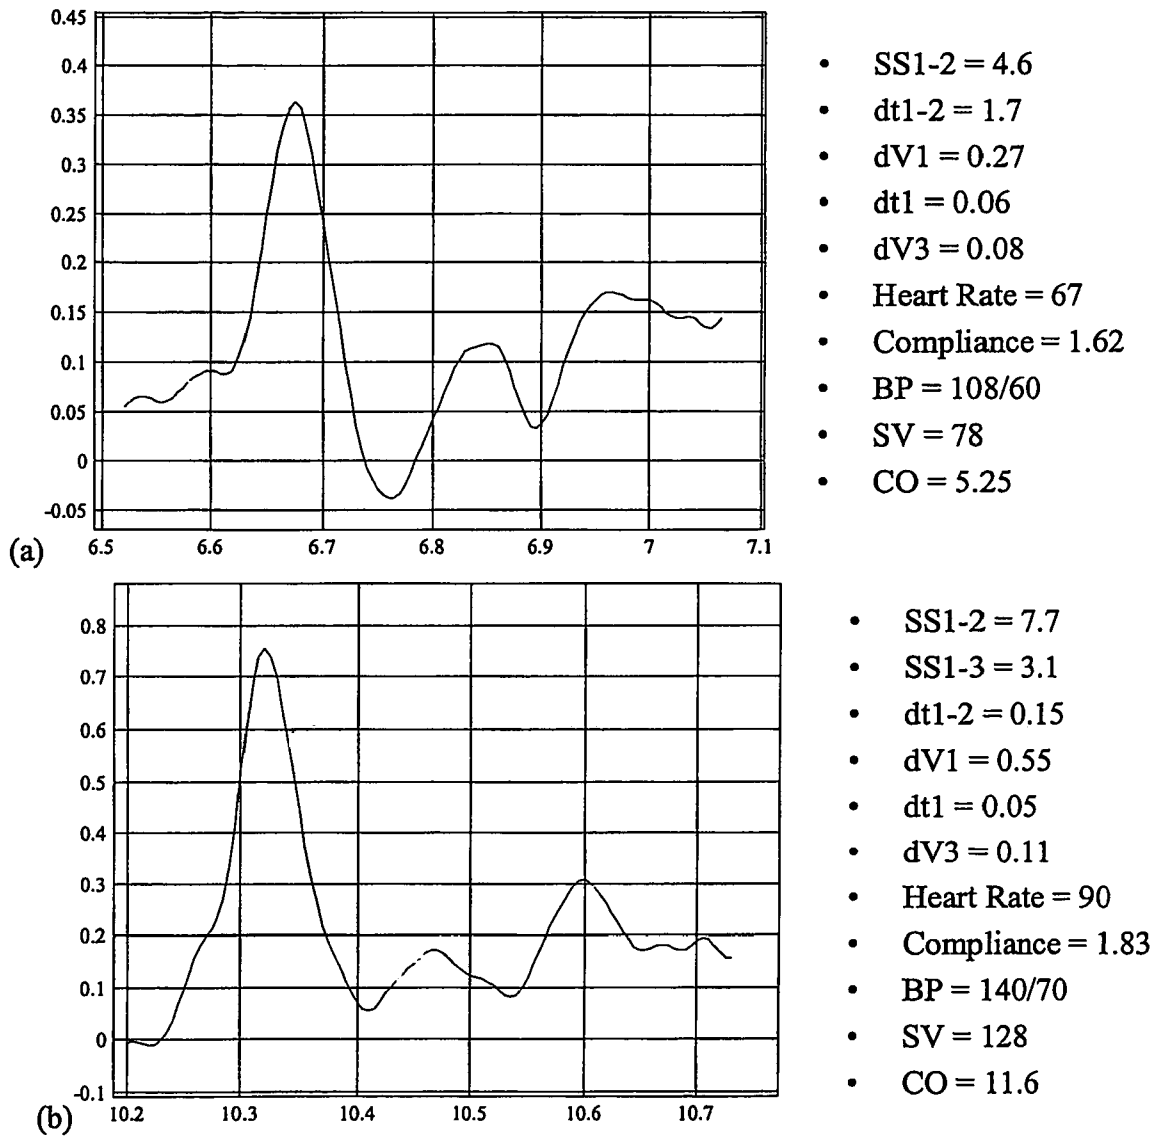 0.45
0.4
0.35
0.3
0.25
0.2
0.15
0.1
0.05
0
-0.05
6.5 6.6 6.7 6.8 6.9 7 7.1
(a)
• SS1-2 = 4.6
• dt1-2 = 1.7
• dV1 = 0.27
• dt1 = 0.06
• dV3 = 0.08
• Heart Rate = 67
• Compliance = 1.62
• BP = 108/60
• SV = 78
• CO = 5.25
0.8
0.7
0.6
0.5
0.4
0.3
0.2
0.1
0
-0.1
10.2 10.3 10.4 10.5 10.6 10.7
(b)
• SS1-2 = 7.7
• SS1-3 = 3.1
• dt1-2 = 0.15
• dV1 = 0.55
• dt1 = 0.05
• dV3 = 0.11
• Heart Rate = 90
• Compliance = 1.83
• BP = 140/70
• SV = 128
• CO = 11.6